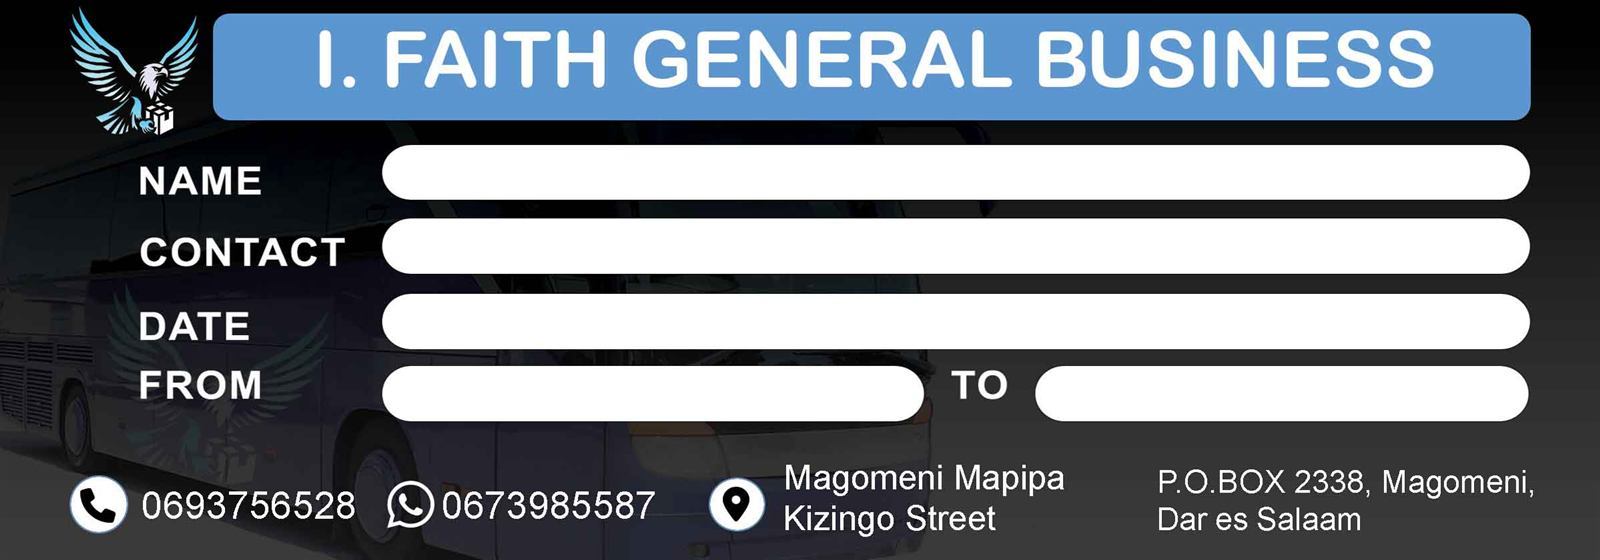 I. FAITH GENERAL BUSINESS
NAME
CONTACT
DATE
FROM TO
0693756528 0673985587
Magomeni Mapipa
Kizingo Street
P.O.BOX 2338, Magomeni,
Dar es Salaam